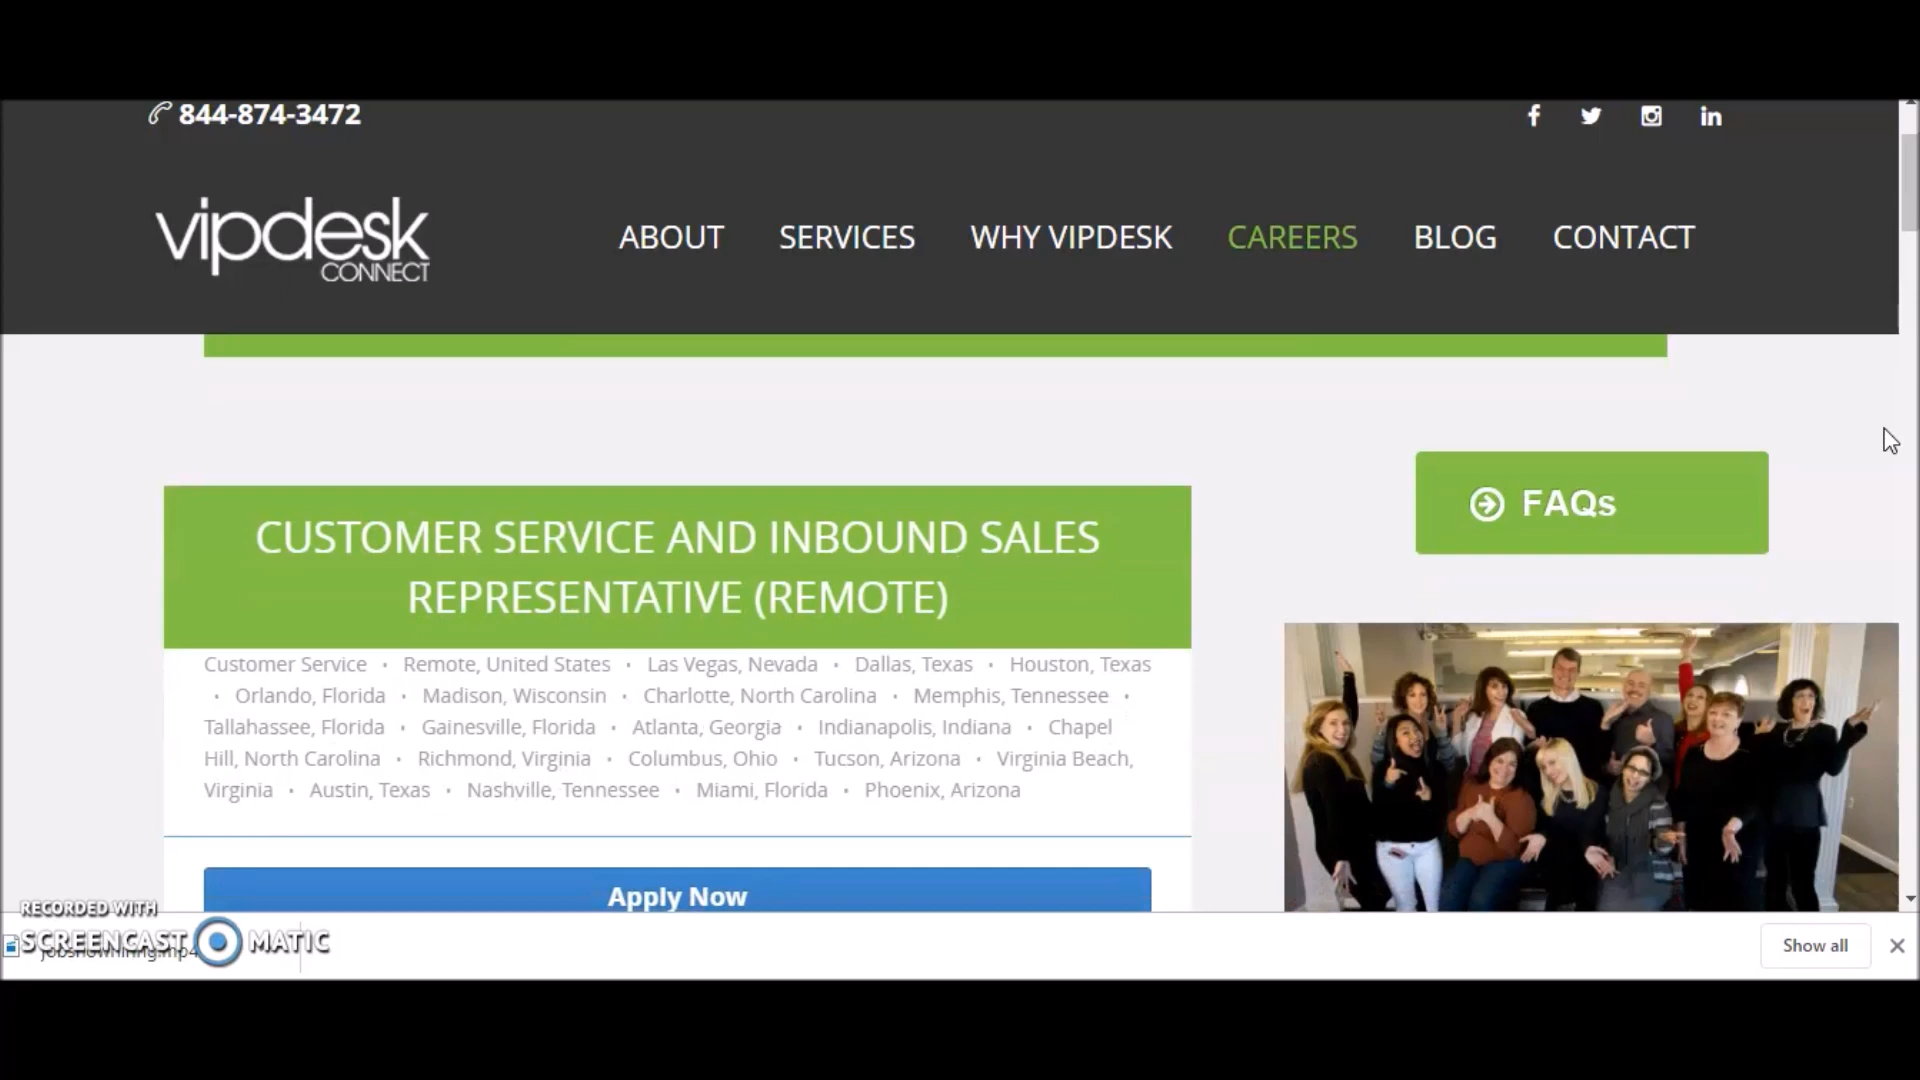 844-874-3472
vipdesk
CONNECT
ABOUT SERVICES WHY VIPDESK CAREERS BLOG CONTACT
FAQs
CUSTOMER SERVICE AND INBOUND SALES
REPRESENTATIVE (REMOTE)
Customer Service · Remote, United States · Las Vegas, Nevada · Dallas, Texas · Houston, Texas
· Orlando, Florida · Madison, Wisconsin · Charlotte, North Carolina · Memphis, Tennessee ·
Tallahassee, Florida · Gainesville, Florida · Atlanta, Georgia · Indianapolis, Indiana · Chapel
Hill, North Carolina · Richmond, Virginia · Columbus, Ohio · Tucson, Arizona · Virginia Beach,
Virginia · Austin, Texas · Nashville, Tennessee · Miami, Florida · Phoenix, Arizona
Apply Now
RECORDED WITH
SCREENCAST MATIC
jobsnowhiring.mp4
Show all